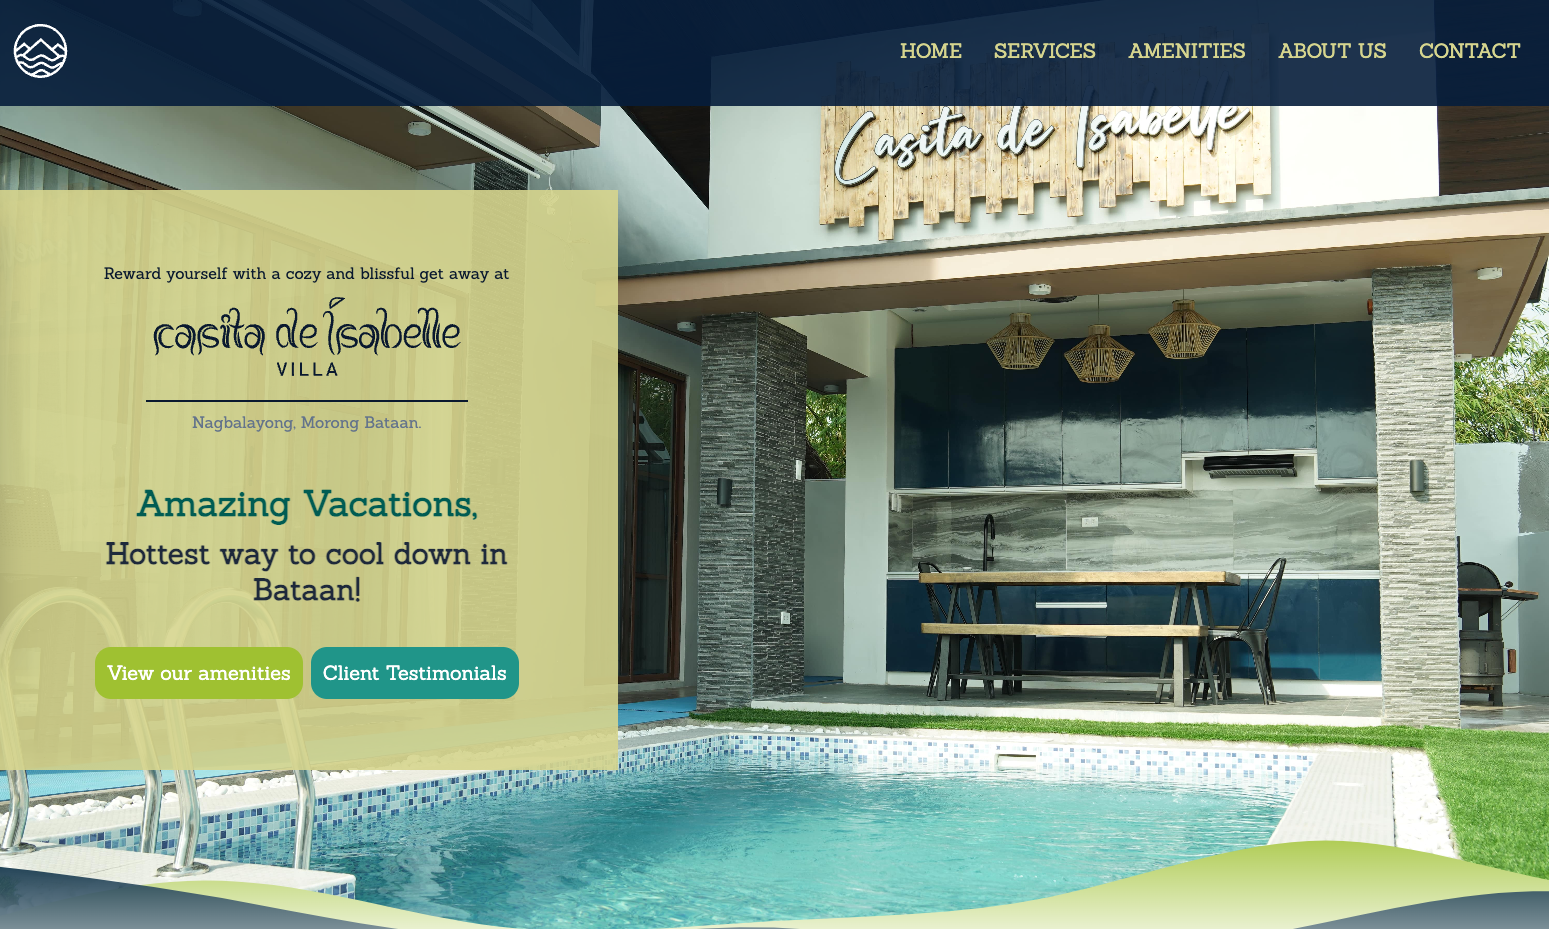 HOME SERVICES AMENITIES ABOUT US CONTACT
Casita de Isabelle
Reward yourself with a cozy and blissful get away at
casita de Isabelle
VILLA
Nagbalayong, Morong Bataan.
Amazing Vacations,
Hottest way to cool down in
Bataan!
View our amenities Client Testimonials